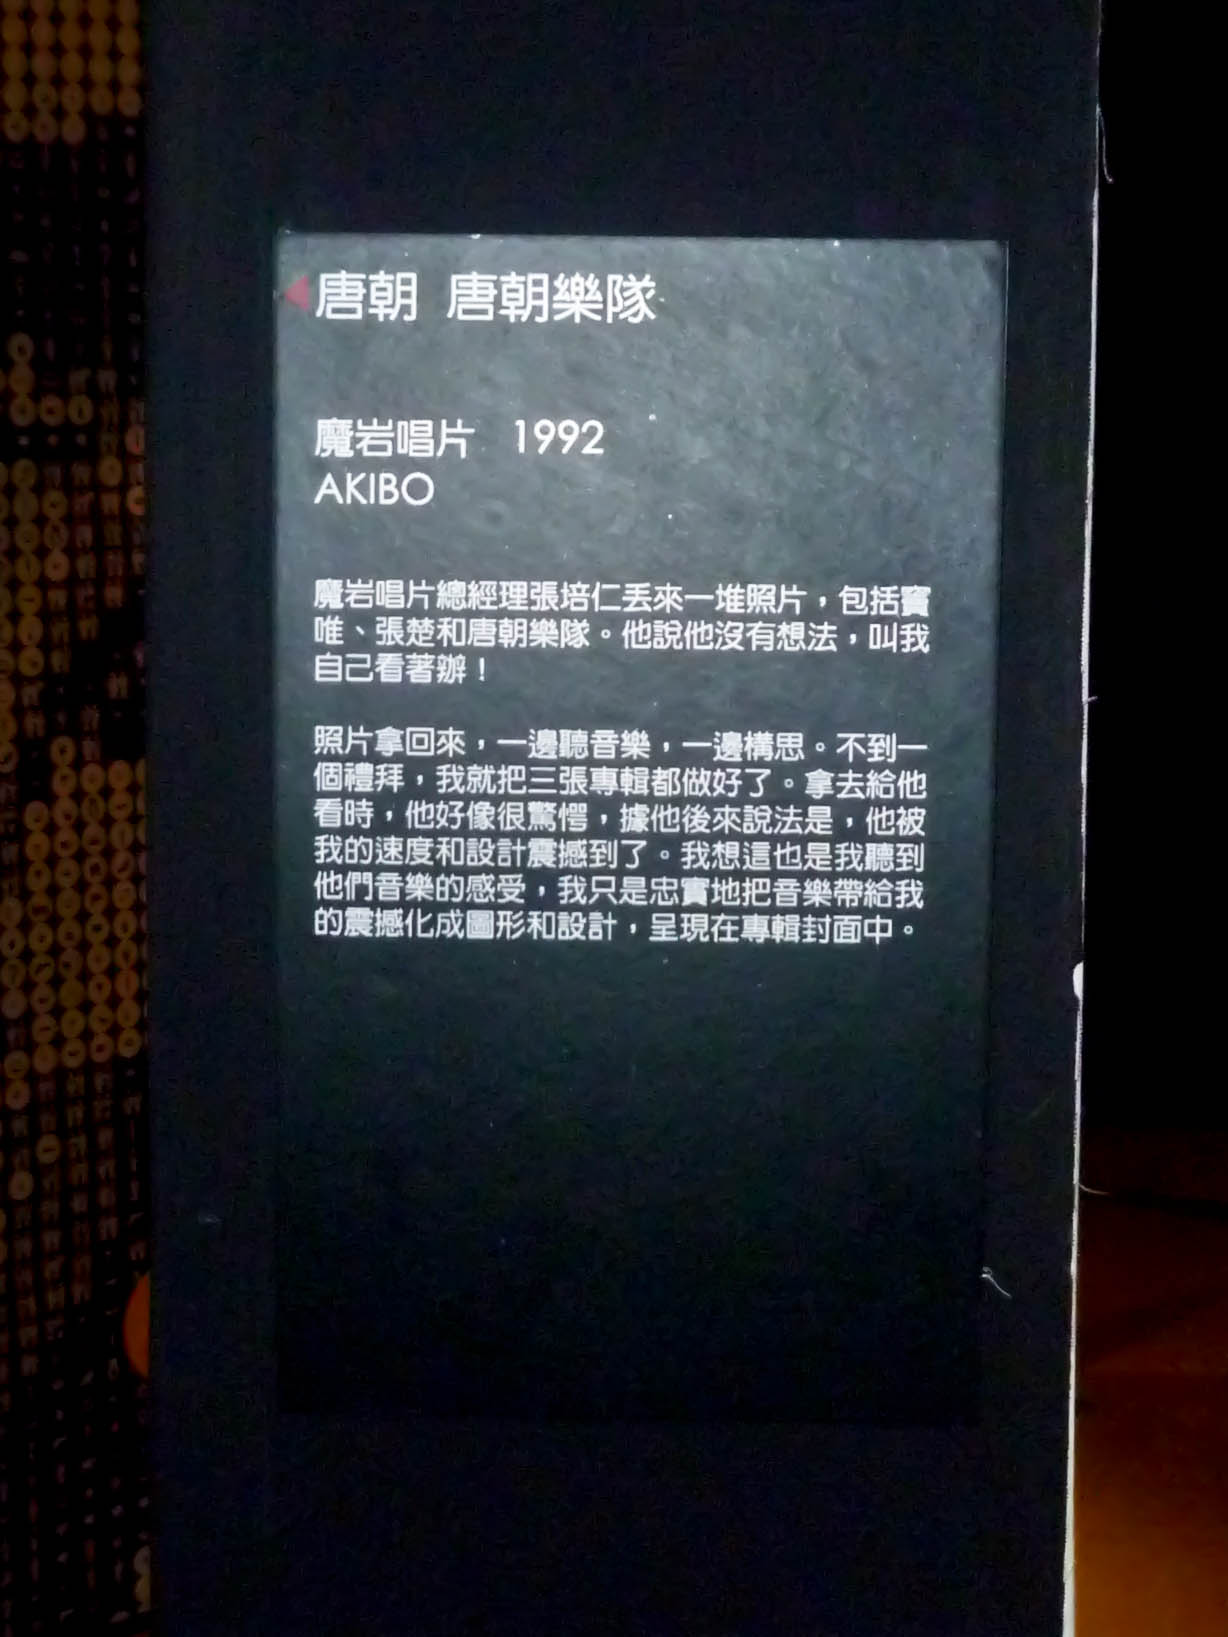 唐朝 唐朝樂隊
魔岩唱片 1992
AKIBO
魔岩唱片總經理張培仁丟來一堆照片，包括竇
唯、張楚和唐朝樂隊。他說他沒有想法，叫我
自己看著辦！
照片拿回來，一邊聽音樂，一邊構思。不到一
個禮拜，我就把三張專輯都做好了。拿去給他
看時，他好像很驚愕，據他後來說法是，他被
我的速度和設計震撼到了。我想這也是我聽到
他們音樂的感受，我只是忠實地把音樂帶給我
的震撼化成圖形和設計，呈現在專輯封面中。